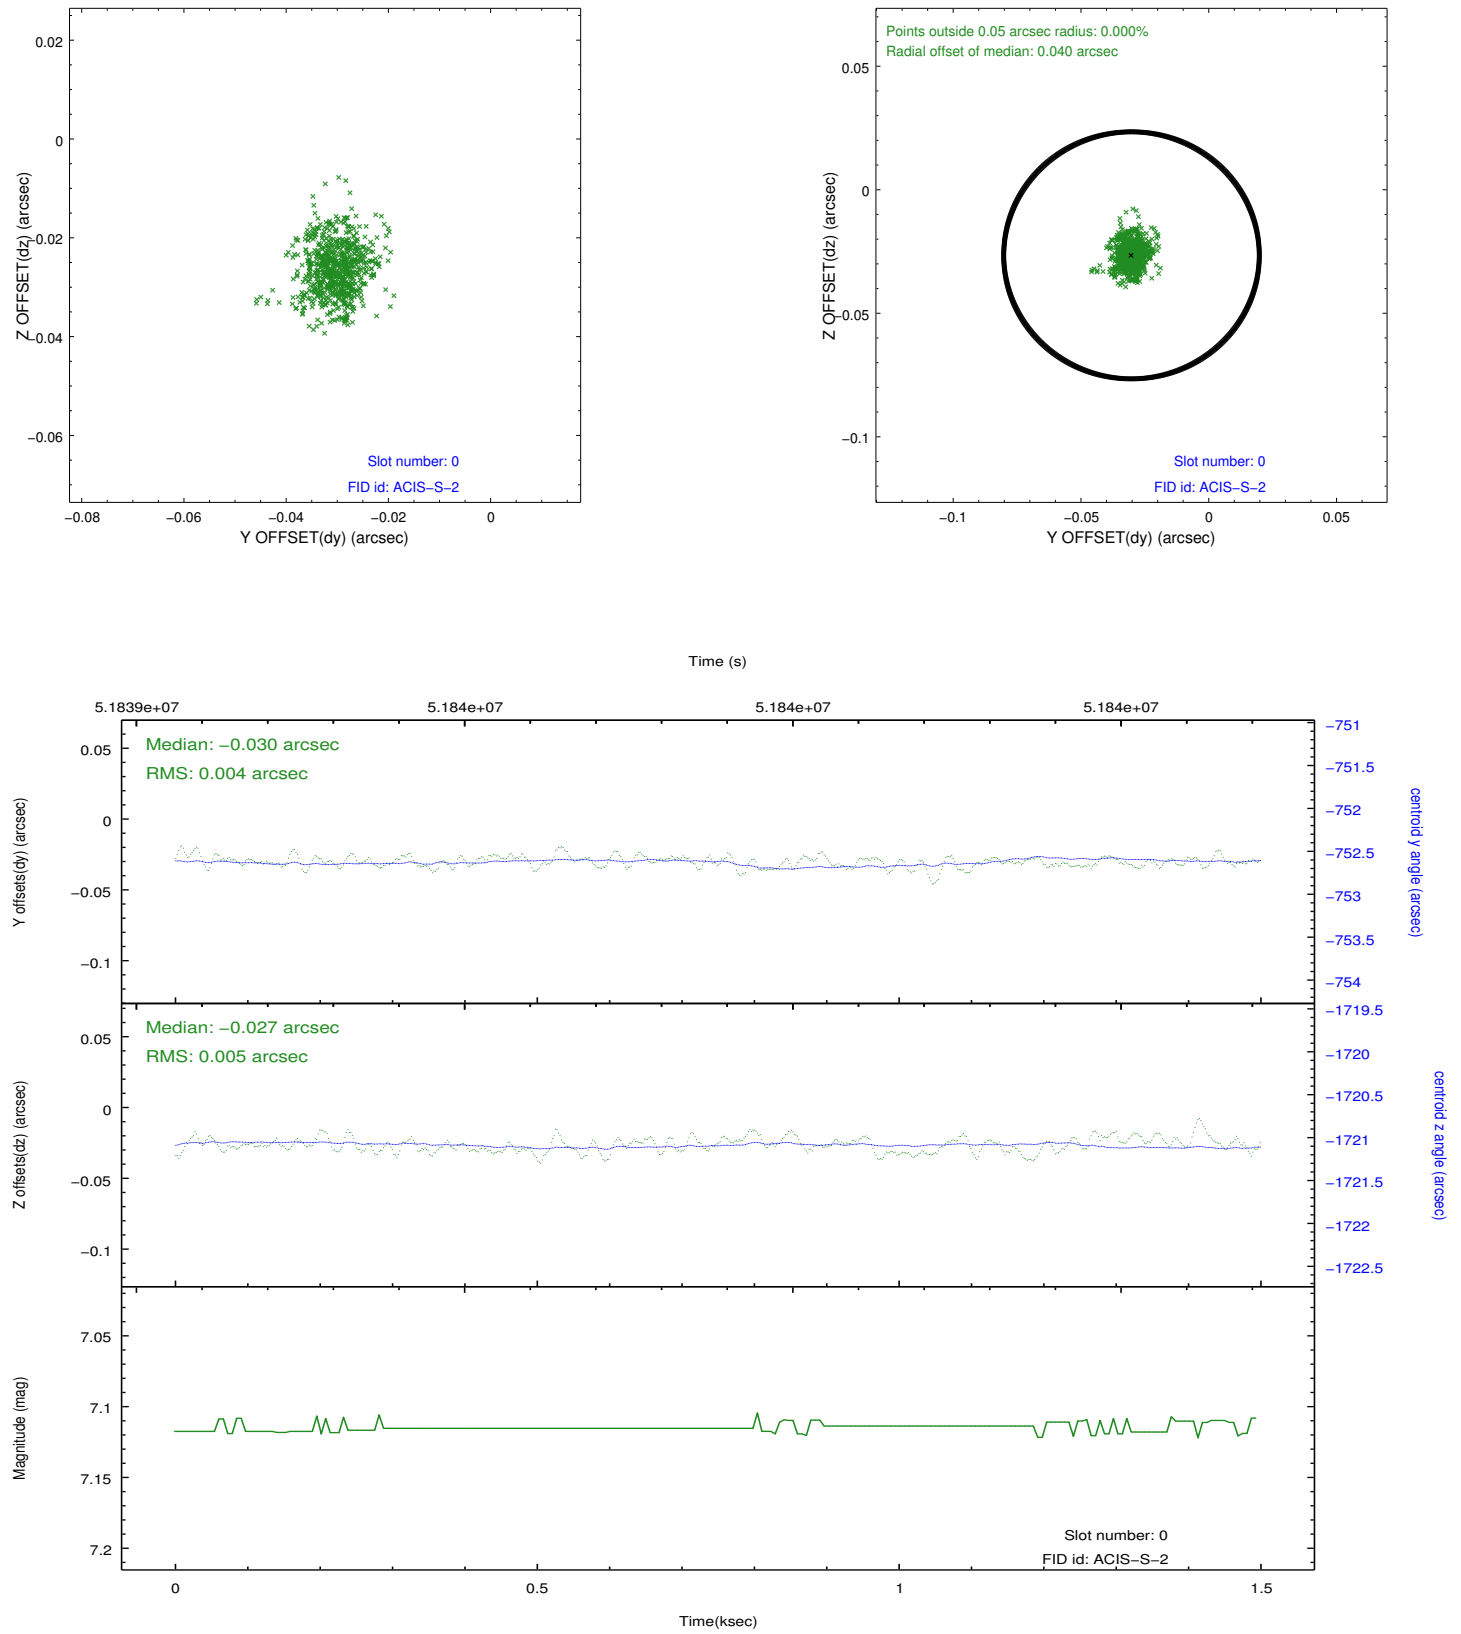 0.02
0
−0.02
−0.04
−0.06
Z OFFSET(dz) (arcsec)
Slot number: 0
FID id: ACIS−S−2
−0.08
−0.06
−0.04
−0.02
0
Y OFFSET(dy) (arcsec)
Points outside 0.05 arcsec radius: 0.000%
Radial offset of median: 0.040 arcsec
0.05
0
−0.05
−0.1
Z OFFSET(dz) (arcsec)
Slot number: 0
FID id: ACIS−S−2
−0.1
−0.05
0
0.05
Y OFFSET(dy) (arcsec)
Time (s)
5.1839e+07
5.184e+07
5.184e+07
5.184e+07
Median: −0.030 arcsec
RMS: 0.004 arcsec
0.05
0
−0.05
−0.1
Y offsets(dy) (arcsec)
−751
−751.5
−752
−752.5
−753
−753.5
−754
centroid y angle (arcsec)
Median: −0.027 arcsec
RMS: 0.005 arcsec
0.05
0
−0.05
−0.1
Z offsets(dz) (arcsec)
−1719.5
−1720
−1720.5
−1721
−1721.5
−1722
−1722.5
centroid z angle (arcsec)
7.05
7.1
7.15
7.2
Magnitude (mag)
Slot number: 0
FID id: ACIS−S−2
0
0.5
1
1.5
Time(ksec)